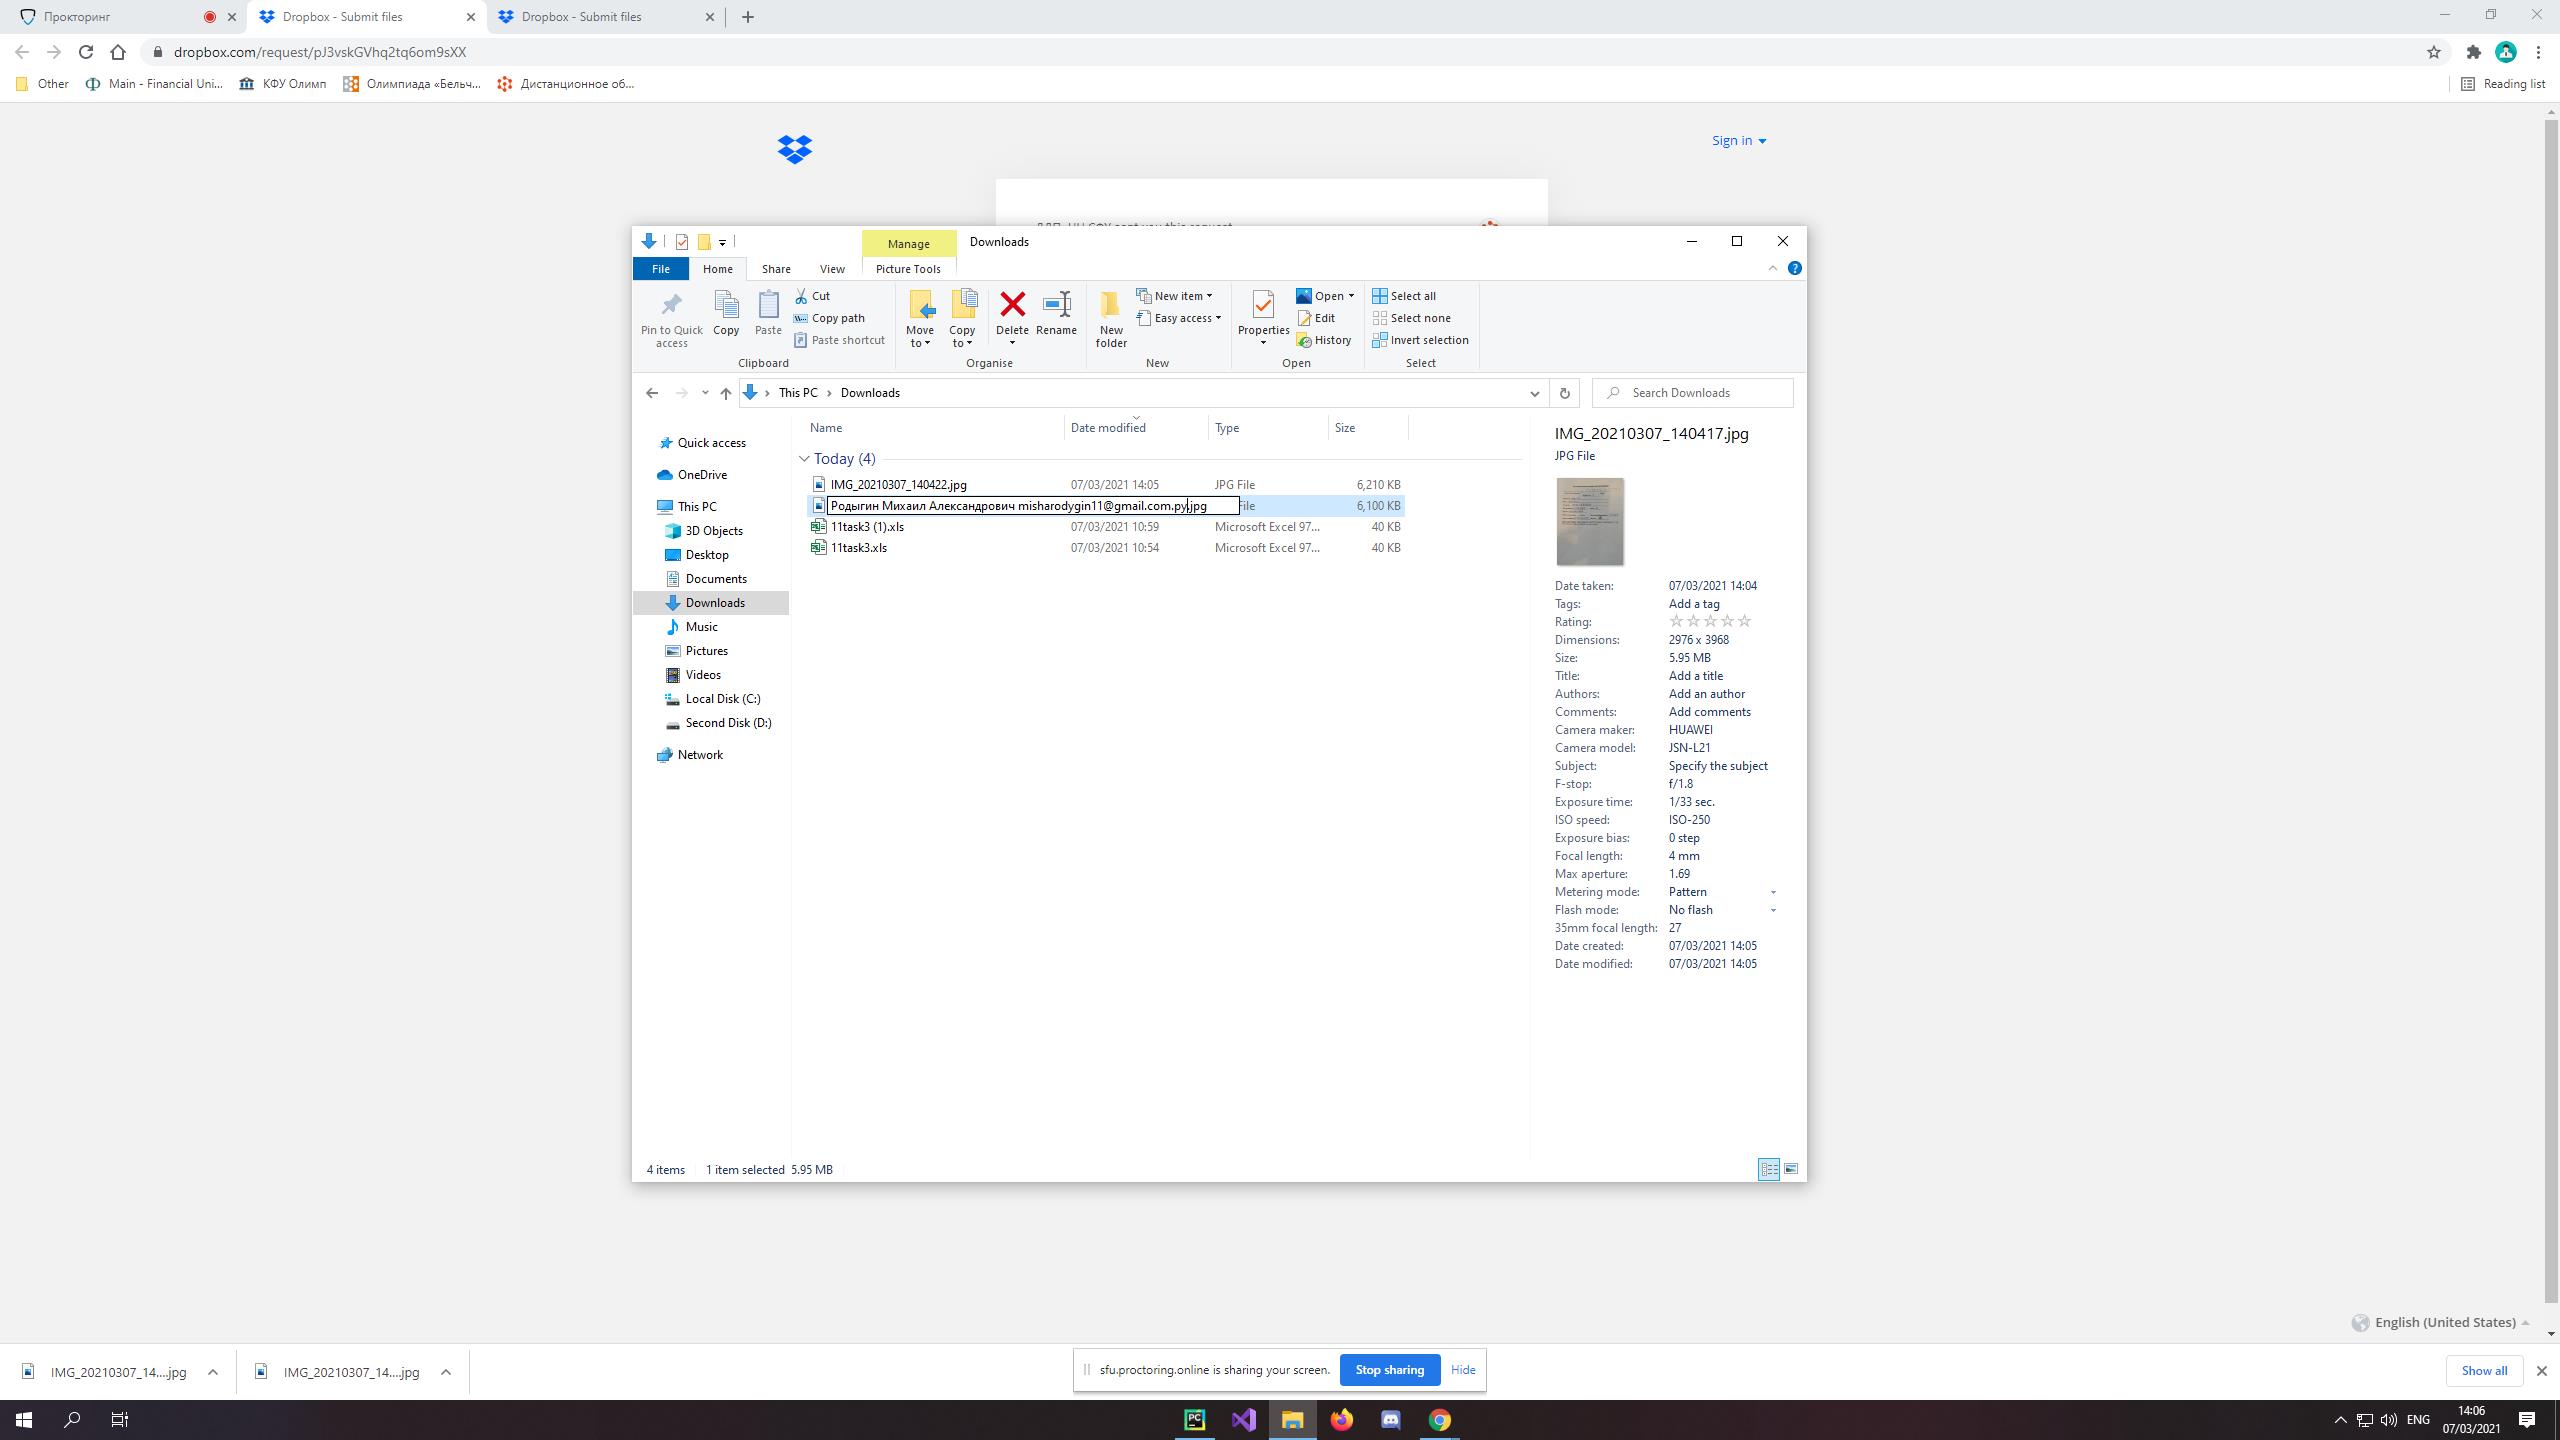 Прокторинг
Dropbox - Submit files
Dropbox - Submit files
dropbox.com/request/pJ3vskGVhq2tq6om9sXX
Other
Main - Financial Uni...
КФУ Олимп
Олимпиада «Бельч...
Дистанционное об...
Reading list
Sign in
sent you this request
Manage
Downloads
File
Home
Share
View
Picture Tools
Pin to Quick access
Copy
Paste
Cut
Copy path
Paste shortcut
Clipboard
Move to
Copy to
Delete
Rename
Organise
New folder
New item
Easy access
New
Properties
Open
Edit
History
Open
Select all
Select none
Invert selection
Select
This PC
Downloads
Search Downloads
Name
Date modified
Type
Size
Today (4)
IMG_20210307_140422.jpg 07/03/2021 14:05 JPG File 6,210 KB
Родыгин Михаил Александрович misharodygin11@gmail.com.ру.jpg File 6,100 KB
11task3 (1).xls 07/03/2021 10:59 Microsoft Excel 97... 40 KB
11task3.xls 07/03/2021 10:54 Microsoft Excel 97... 40 KB
Quick access
OneDrive
This PC
3D Objects
Desktop
Documents
Downloads
Music
Pictures
Videos
Local Disk (C:)
Second Disk (D:)
Network
IMG_20210307_140417.jpg
JPG File
Date taken: 07/03/2021 14:04
Tags: Add a tag
Rating:
Dimensions: 2976 x 3968
Size: 5.95 MB
Title: Add a title
Authors: Add an author
Comments: Add comments
Camera maker: HUAWEI
Camera model: JSN-L21
Subject: Specify the subject
F-stop: f/1.8
Exposure time: 1/33 sec.
ISO speed: ISO-250
Exposure bias: 0 step
Focal length: 4 mm
Max aperture: 1.69
Metering mode: Pattern
Flash mode: No flash
35mm focal length: 27
Date created: 07/03/2021 14:05
Date modified: 07/03/2021 14:05
4 items
1 item selected 5.95 MB
English (United States)
IMG_20210307_14....jpg
IMG_20210307_14....jpg
sfu.proctoring.online is sharing your screen.
Stop sharing
Hide
Show all
PC
ENG
14:06
07/03/2021